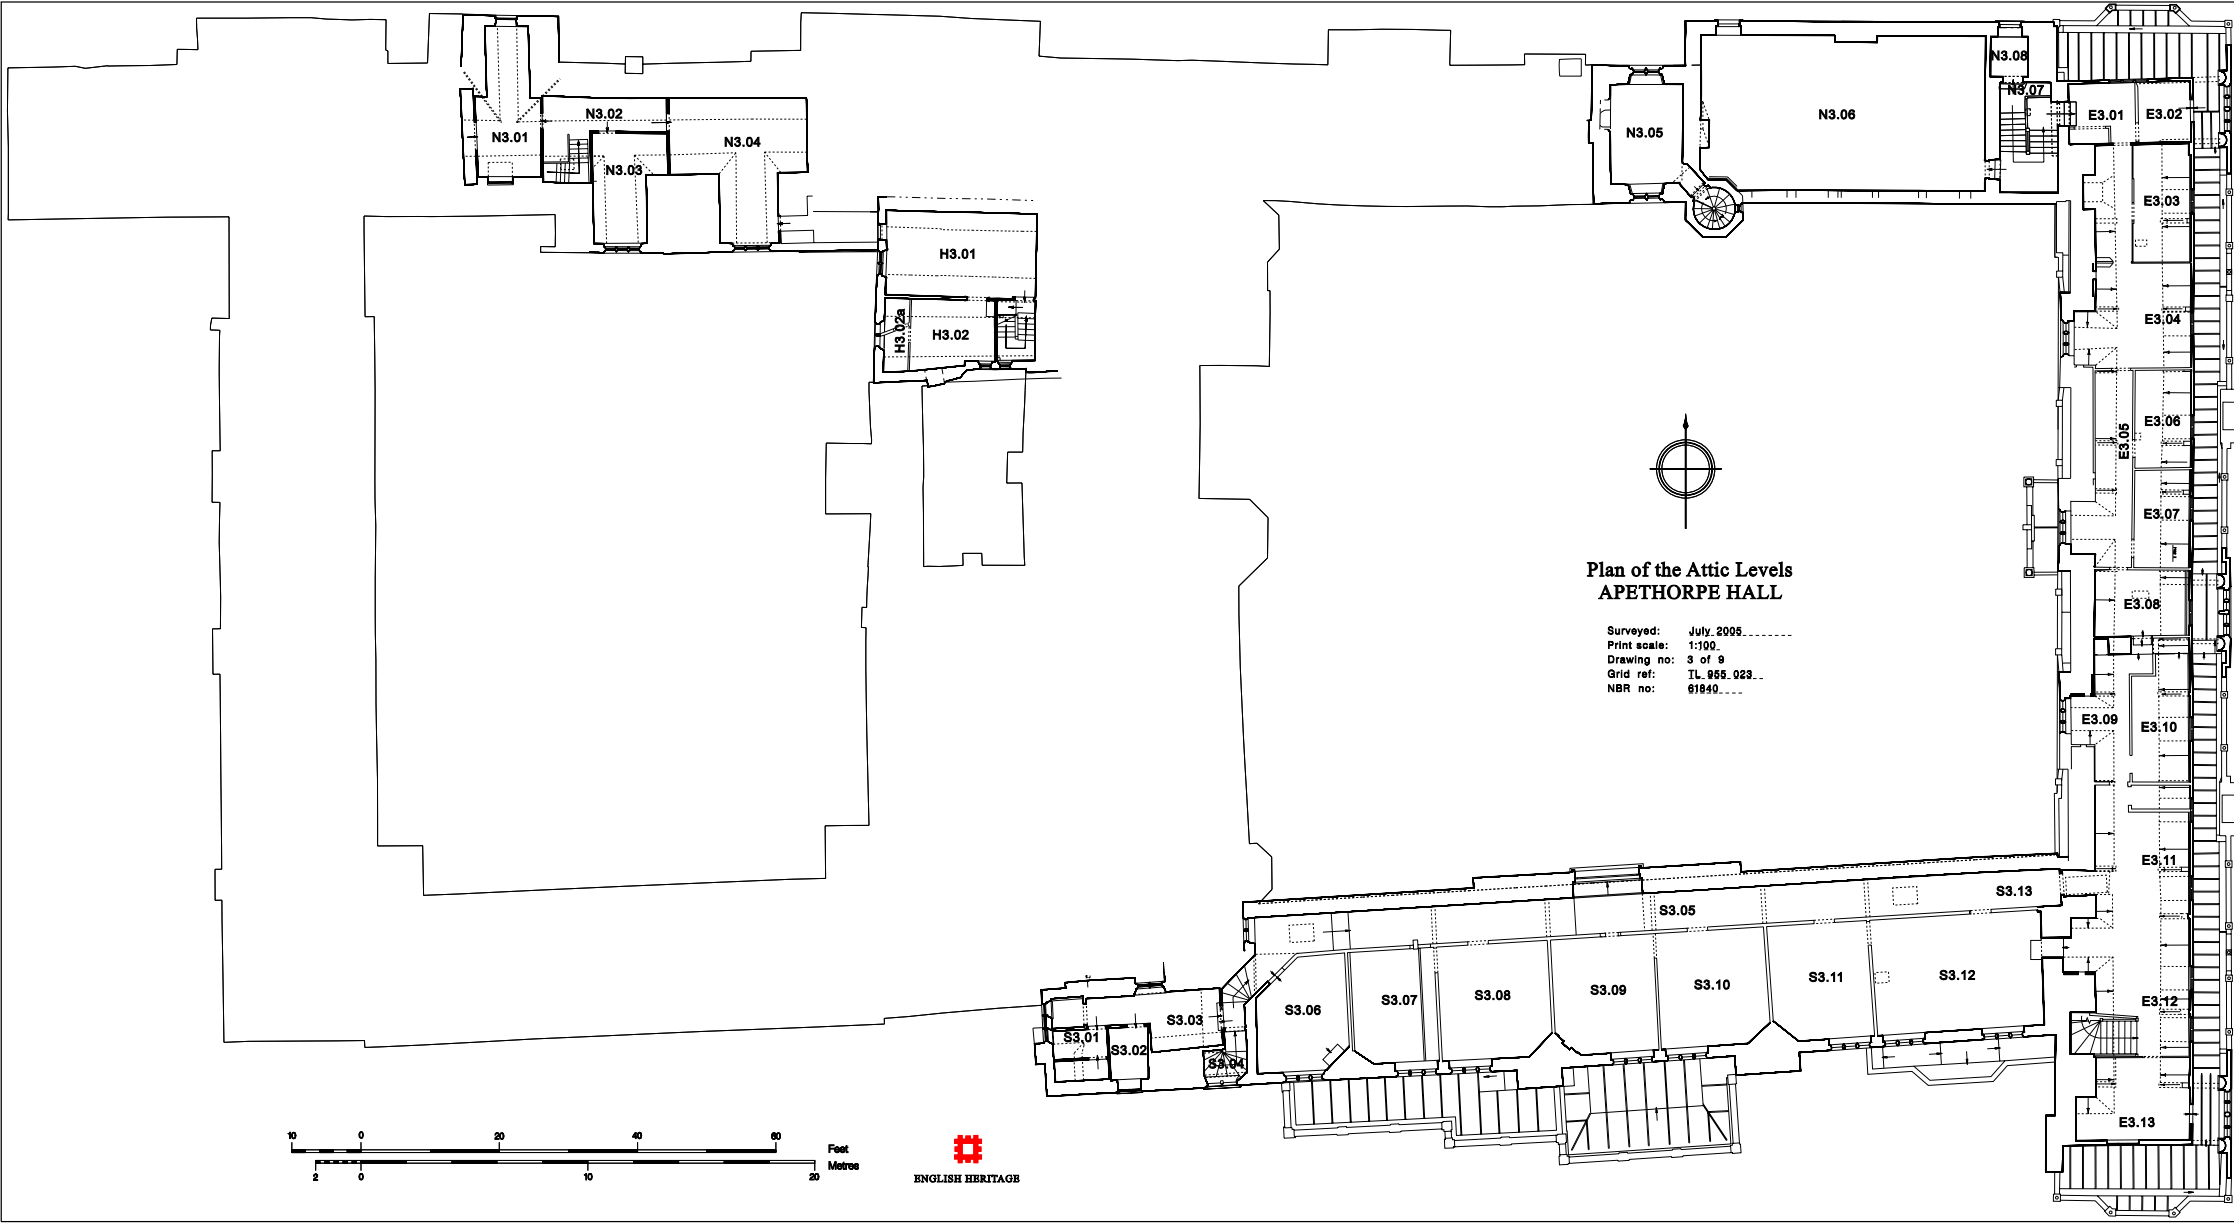 N3.08
N3.07
N3.02
N3.01
N3.04
N3.03
N3.05
N3.06
E3.01
E3.02
E3.03
H3.01
H3.02a
H3.02
E3.04
E3.05
E3.06
E3.07
Plan of the Attic Levels
APETHORPE HALL
Surveyed: July 2005
Print scale: 1:100
Drawing no: 3 of 9
Grid ref: TL 955 023
NBR no: 61840
E3.08
E3.09
E3.10
E3.11
S3.13
S3.05
S3.12
S3.11
S3.10
S3.09
S3.08
S3.07
S3.06
E3.12
S3.03
S3.01
S3.02
S3.04
E3.13
10 0 20 40 60 Feet
2 0 10 20 Metres
ENGLISH HERITAGE